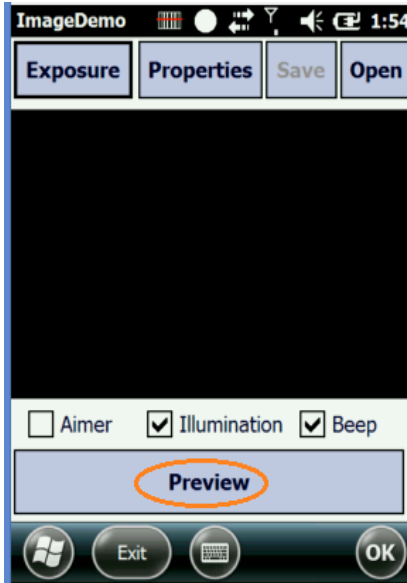 ImageDemo 1:54
Exposure Properties Save Open
Aimer Illumination Beep
Preview
Exit OK